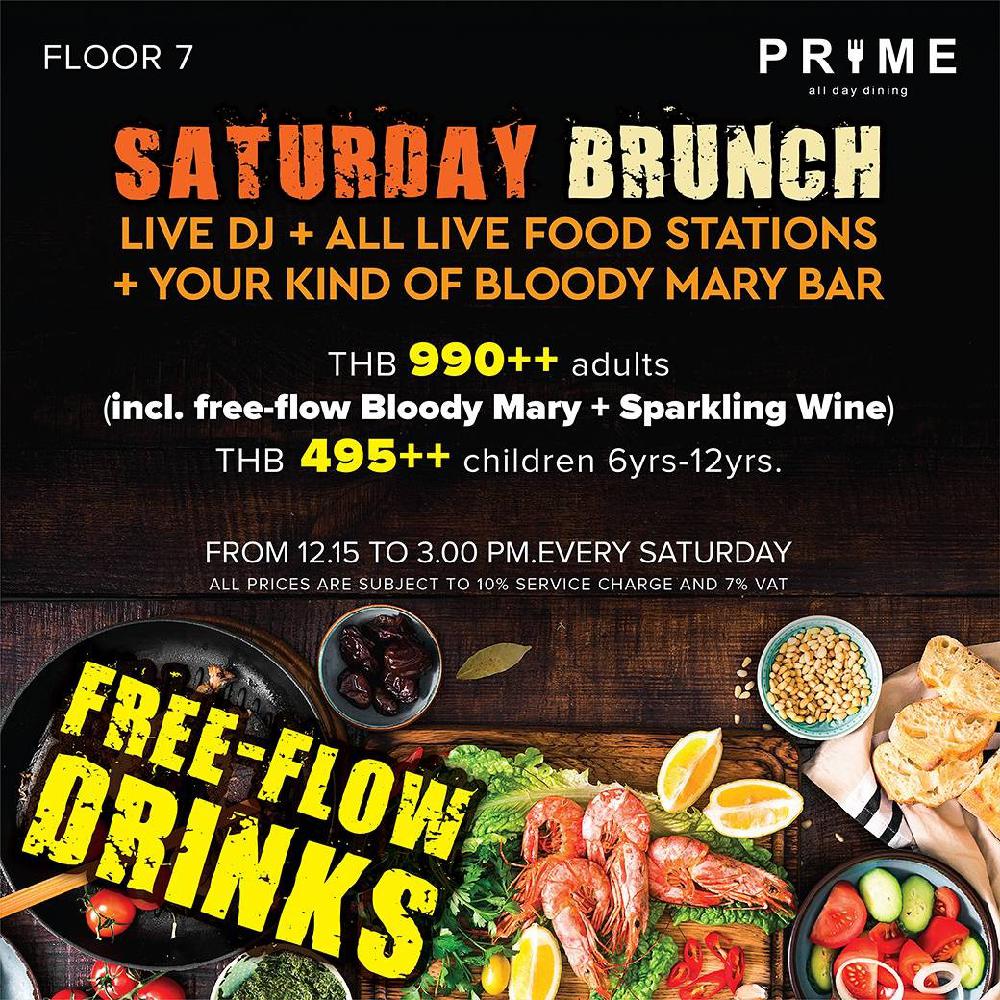 FLOOR 7
PRIME
all day dining
SATURDAY BRUNCH
LIVE DJ + ALL LIVE FOOD STATIONS
+ YOUR KIND OF BLOODY MARY BAR
THB 990++ adults
(incl. free-flow Bloody Mary + Sparkling Wine)
THB 495++ children 6yrs-12yrs.
FROM 12.15 TO 3.00 PM.EVERY SATURDAY
ALL PRICES ARE SUBJECT TO 10% SERVICE CHARGE AND 7% VAT
FREE-FLOW
DRINKS